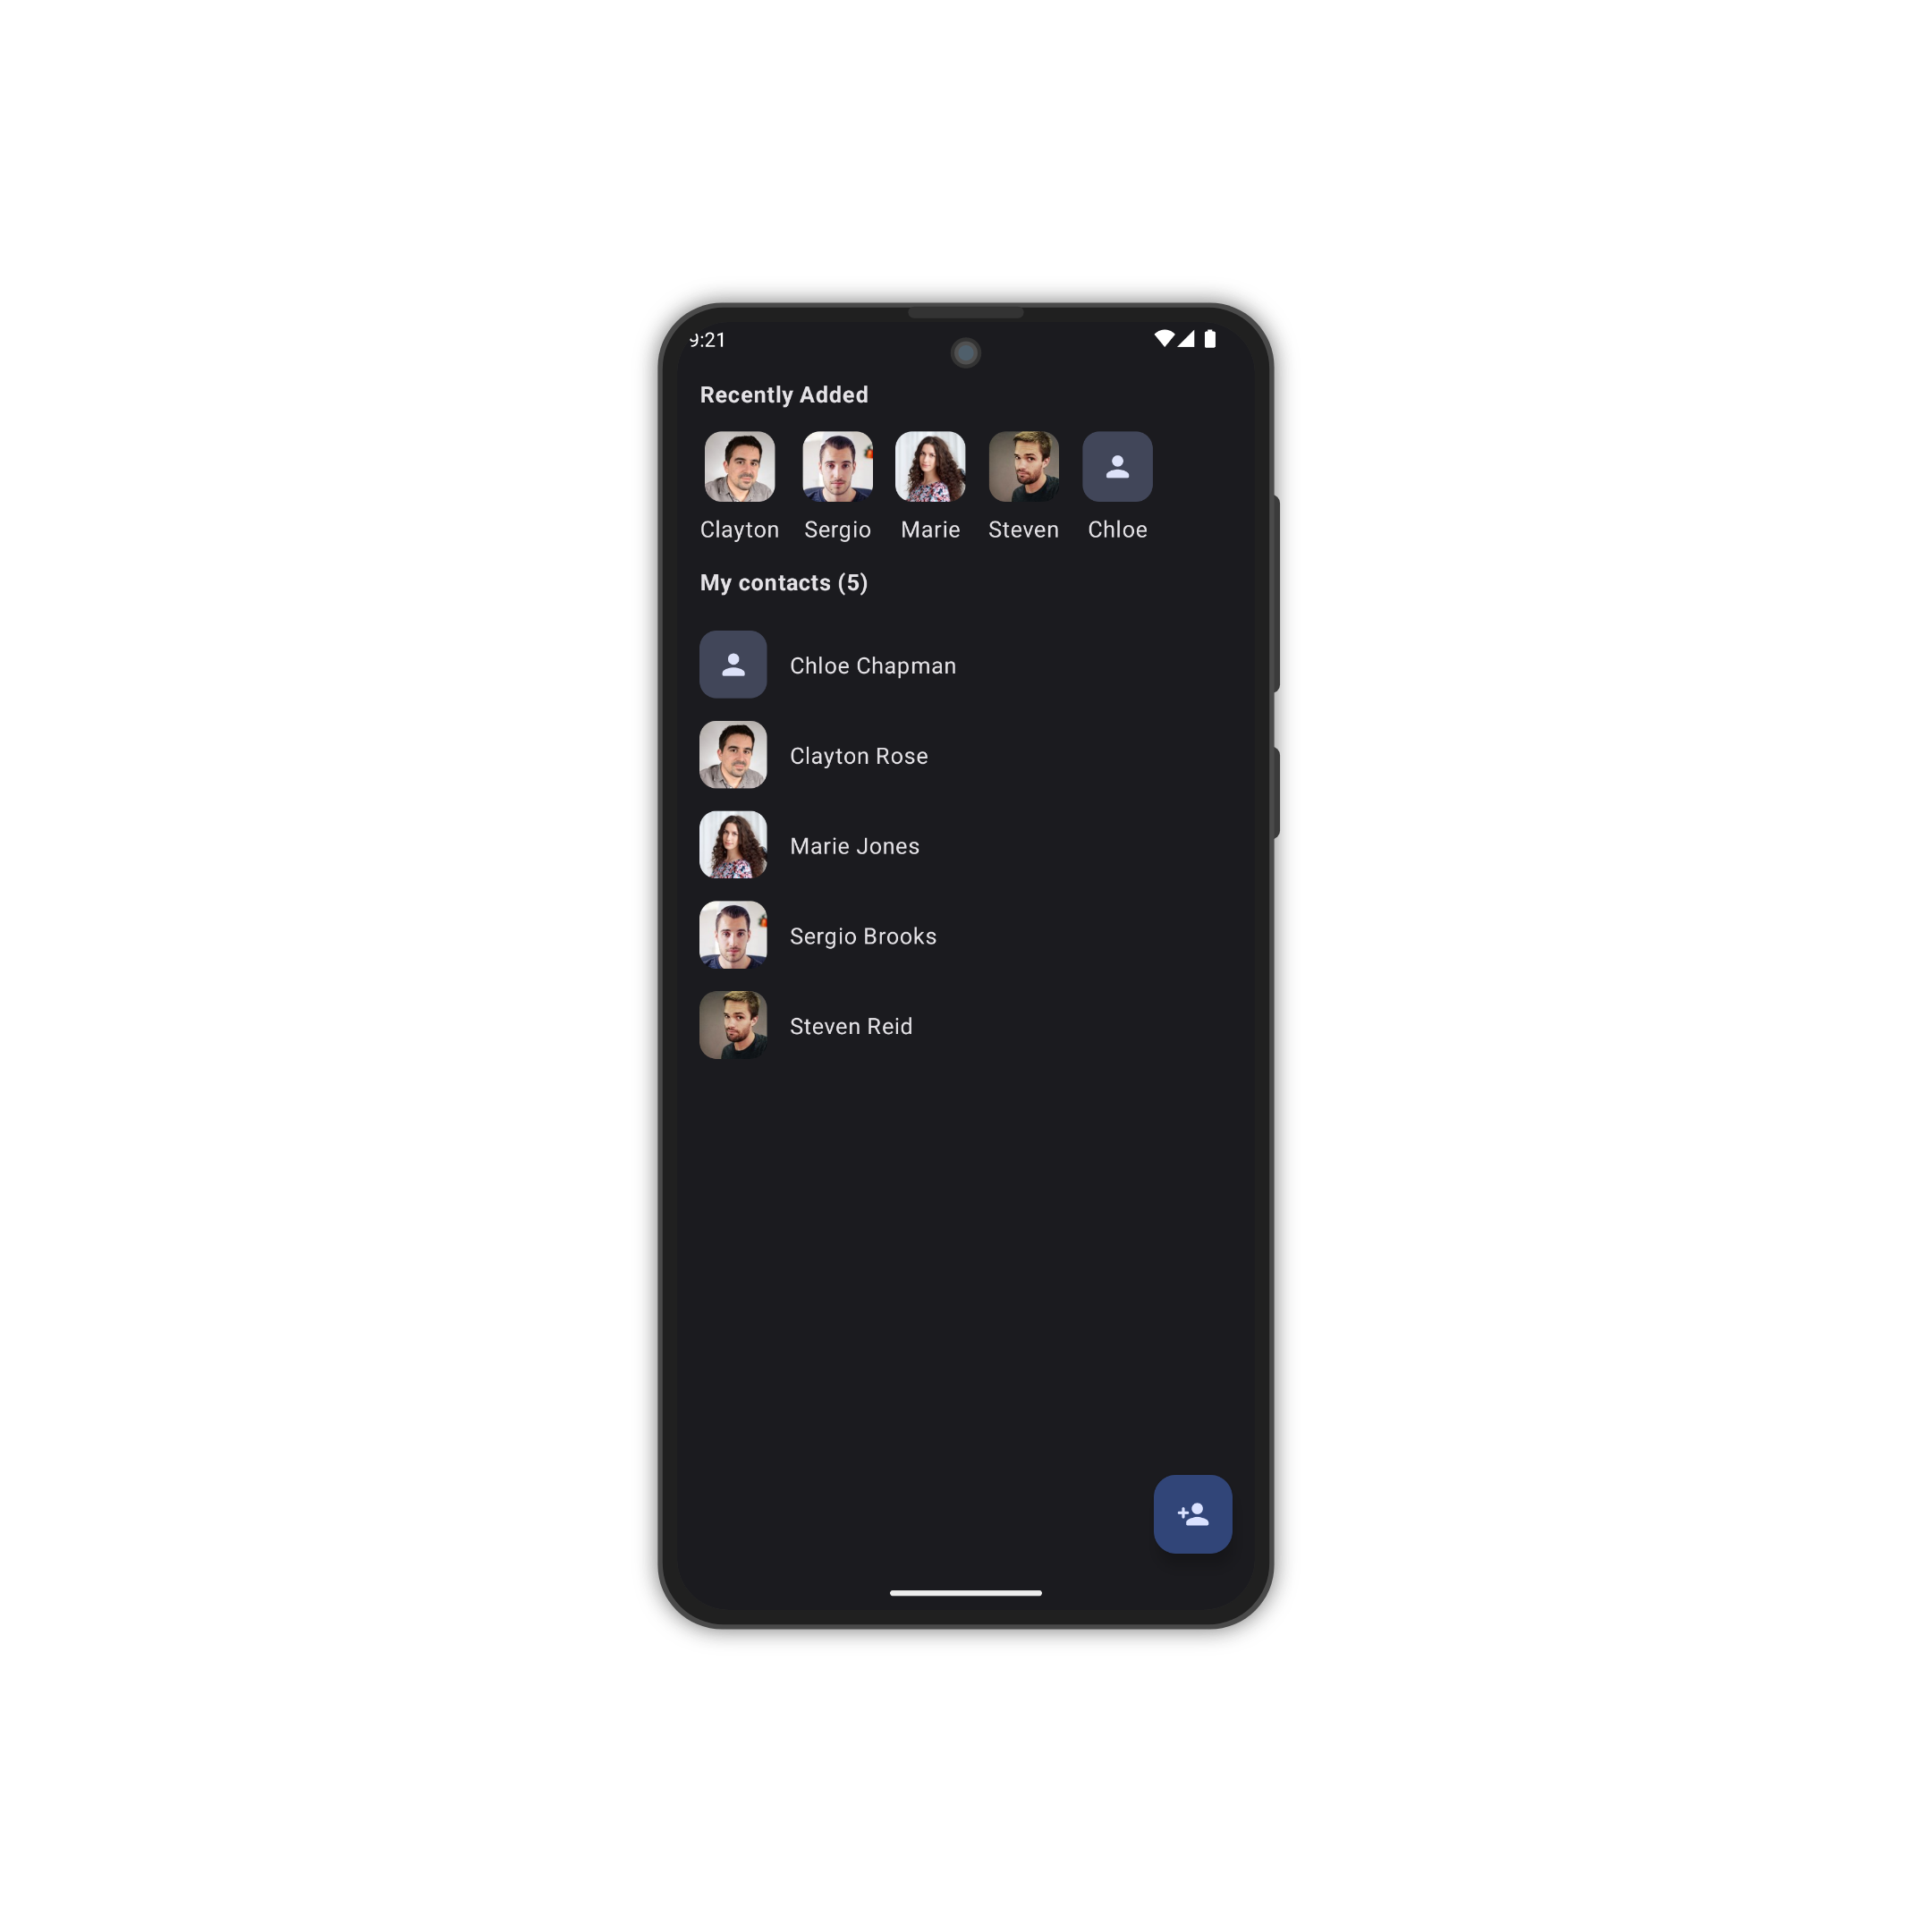 9:21
Recently Added
Clayton Sergio Marie Steven Chloe
My contacts (5)
Chloe Chapman
Clayton Rose
Marie Jones
Sergio Brooks
Steven Reid